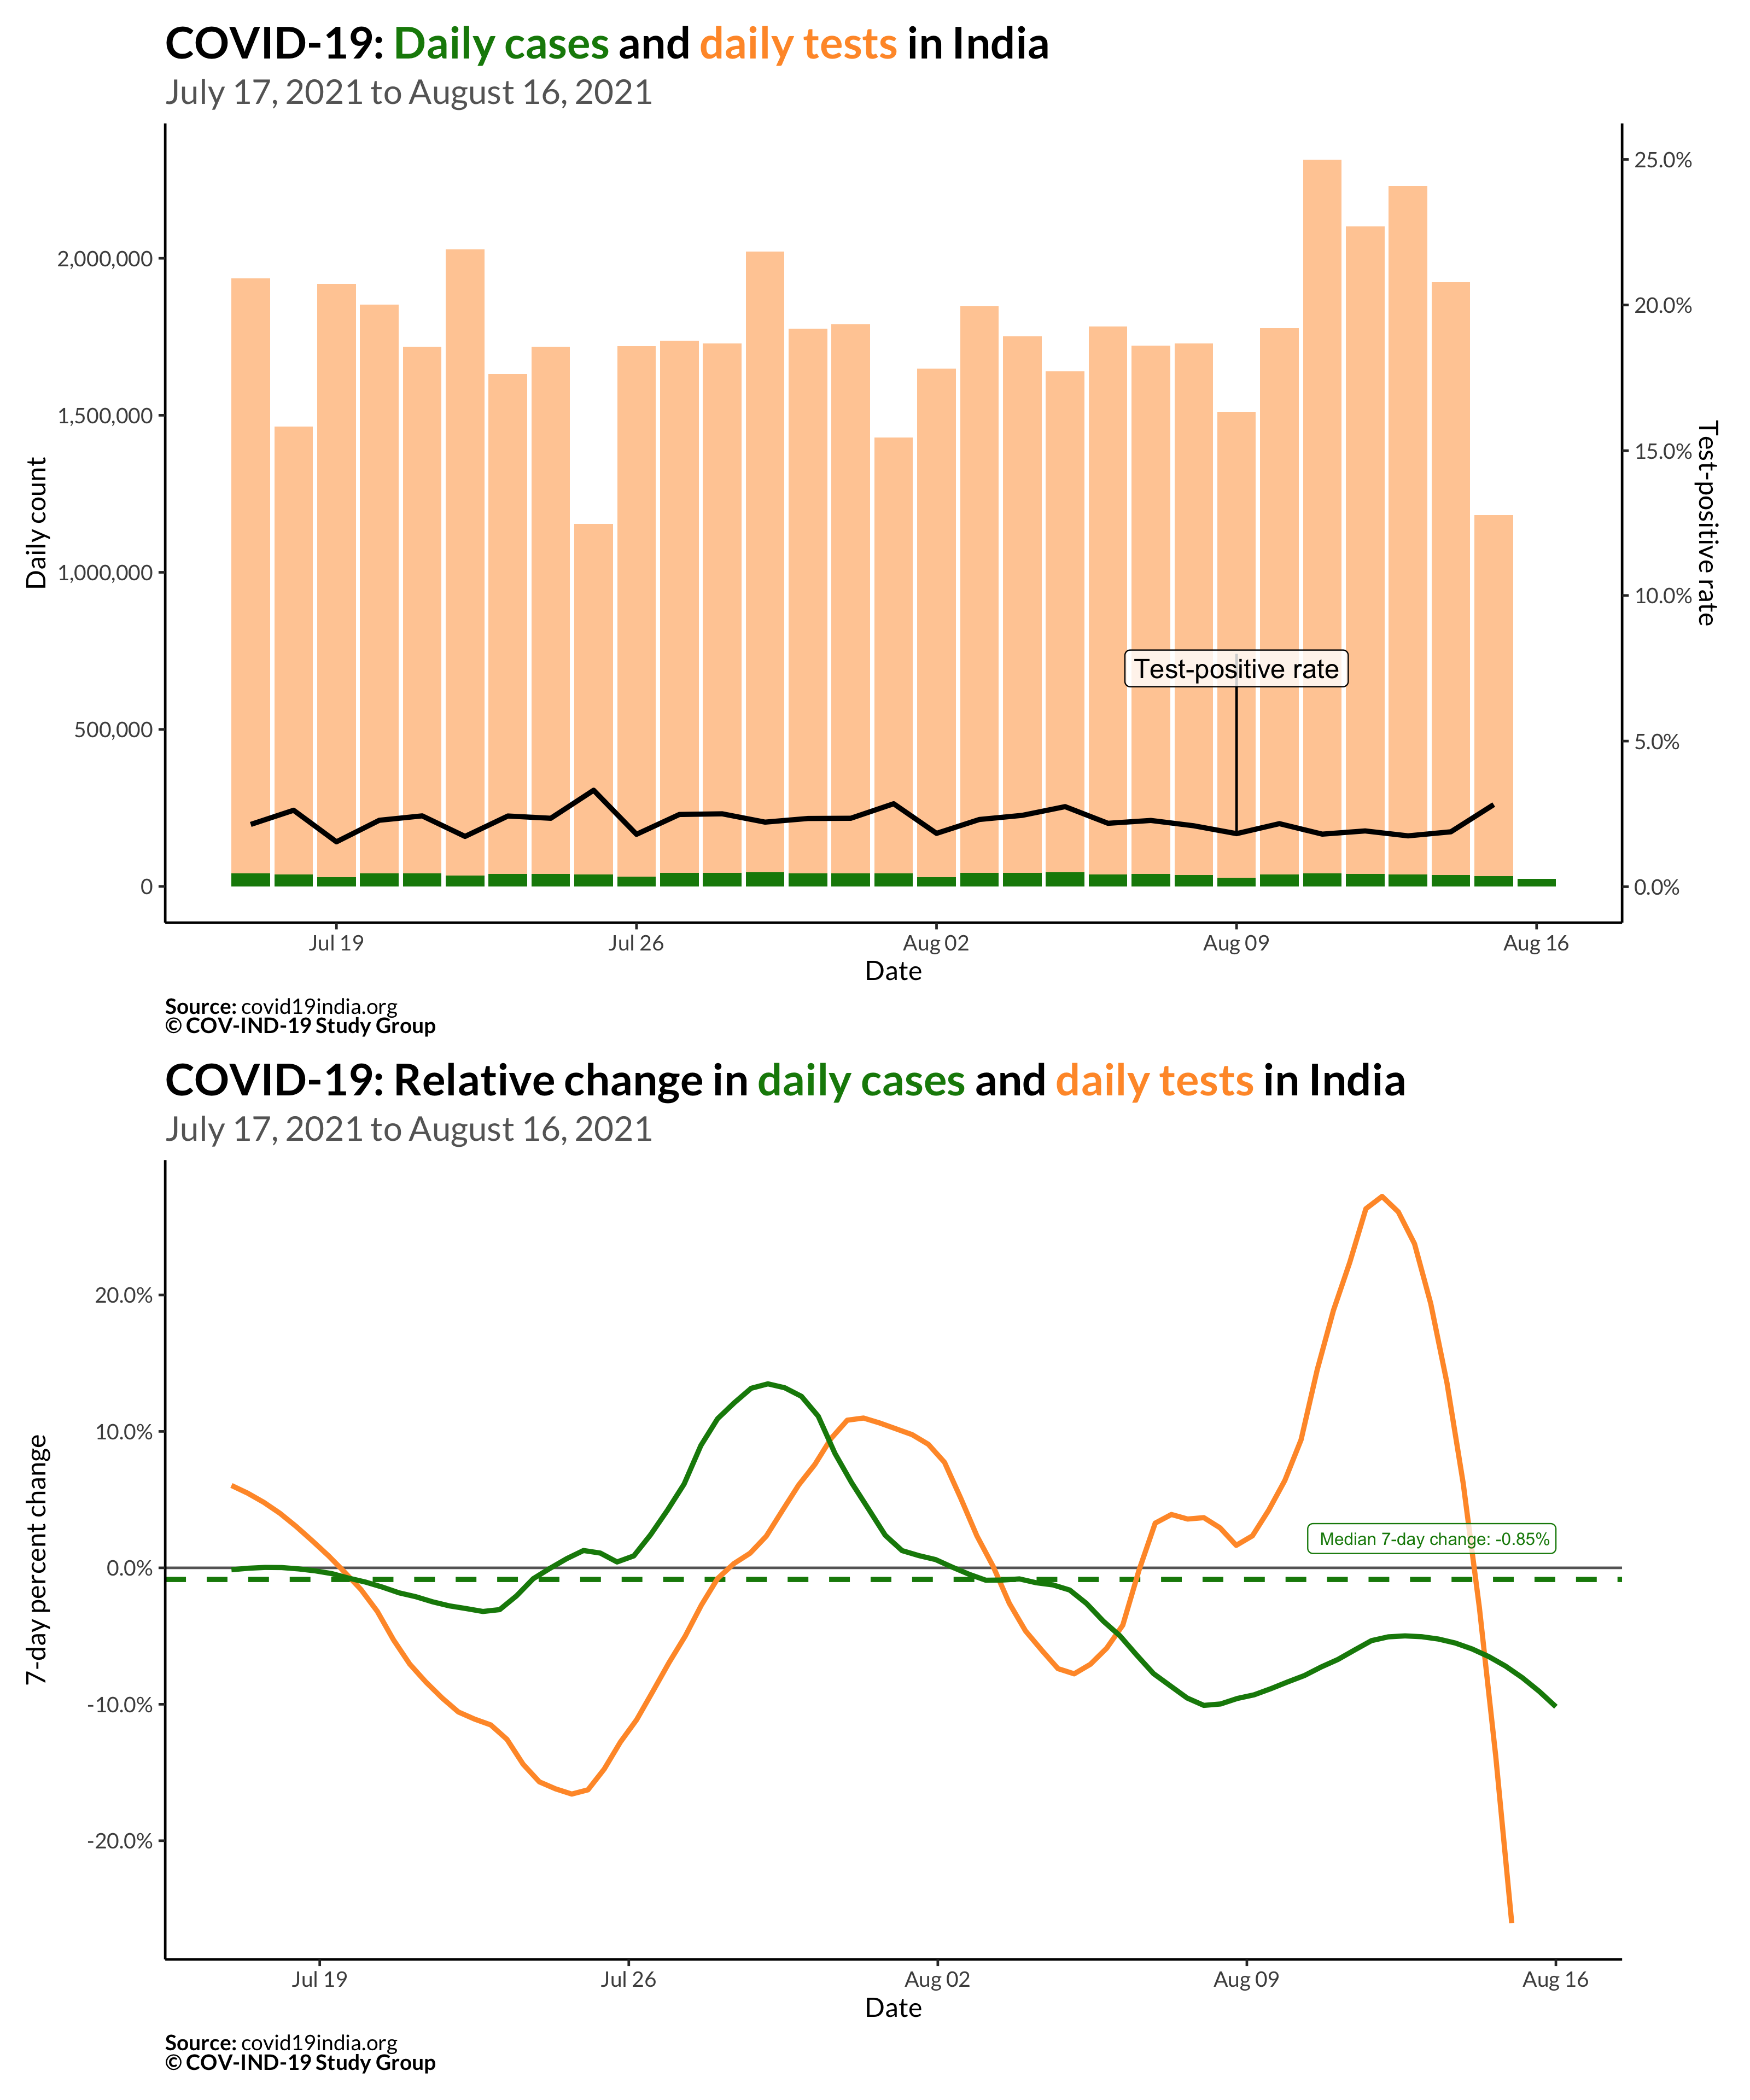 COVID-19: Daily cases and daily tests in India
July 17, 2021 to August 16, 2021
25.0%
2,000,000
20.0%
1,500,000
15.0%
Daily count
Test-positive rate
1,000,000
10.0%
Test-positive rate
500,000
5.0%
0
0.0%
Jul 19 Jul 26 Aug 02 Aug 09 Aug 16
Date
Source: covid19india.org
© COV-IND-19 Study Group
COVID-19: Relative change in daily cases and daily tests in India
July 17, 2021 to August 16, 2021
20.0%
10.0%
7-day percent change
Median 7-day change: -0.85%
0.0%
-10.0%
-20.0%
Jul 19 Jul 26 Aug 02 Aug 09 Aug 16
Date
Source: covid19india.org
© COV-IND-19 Study Group